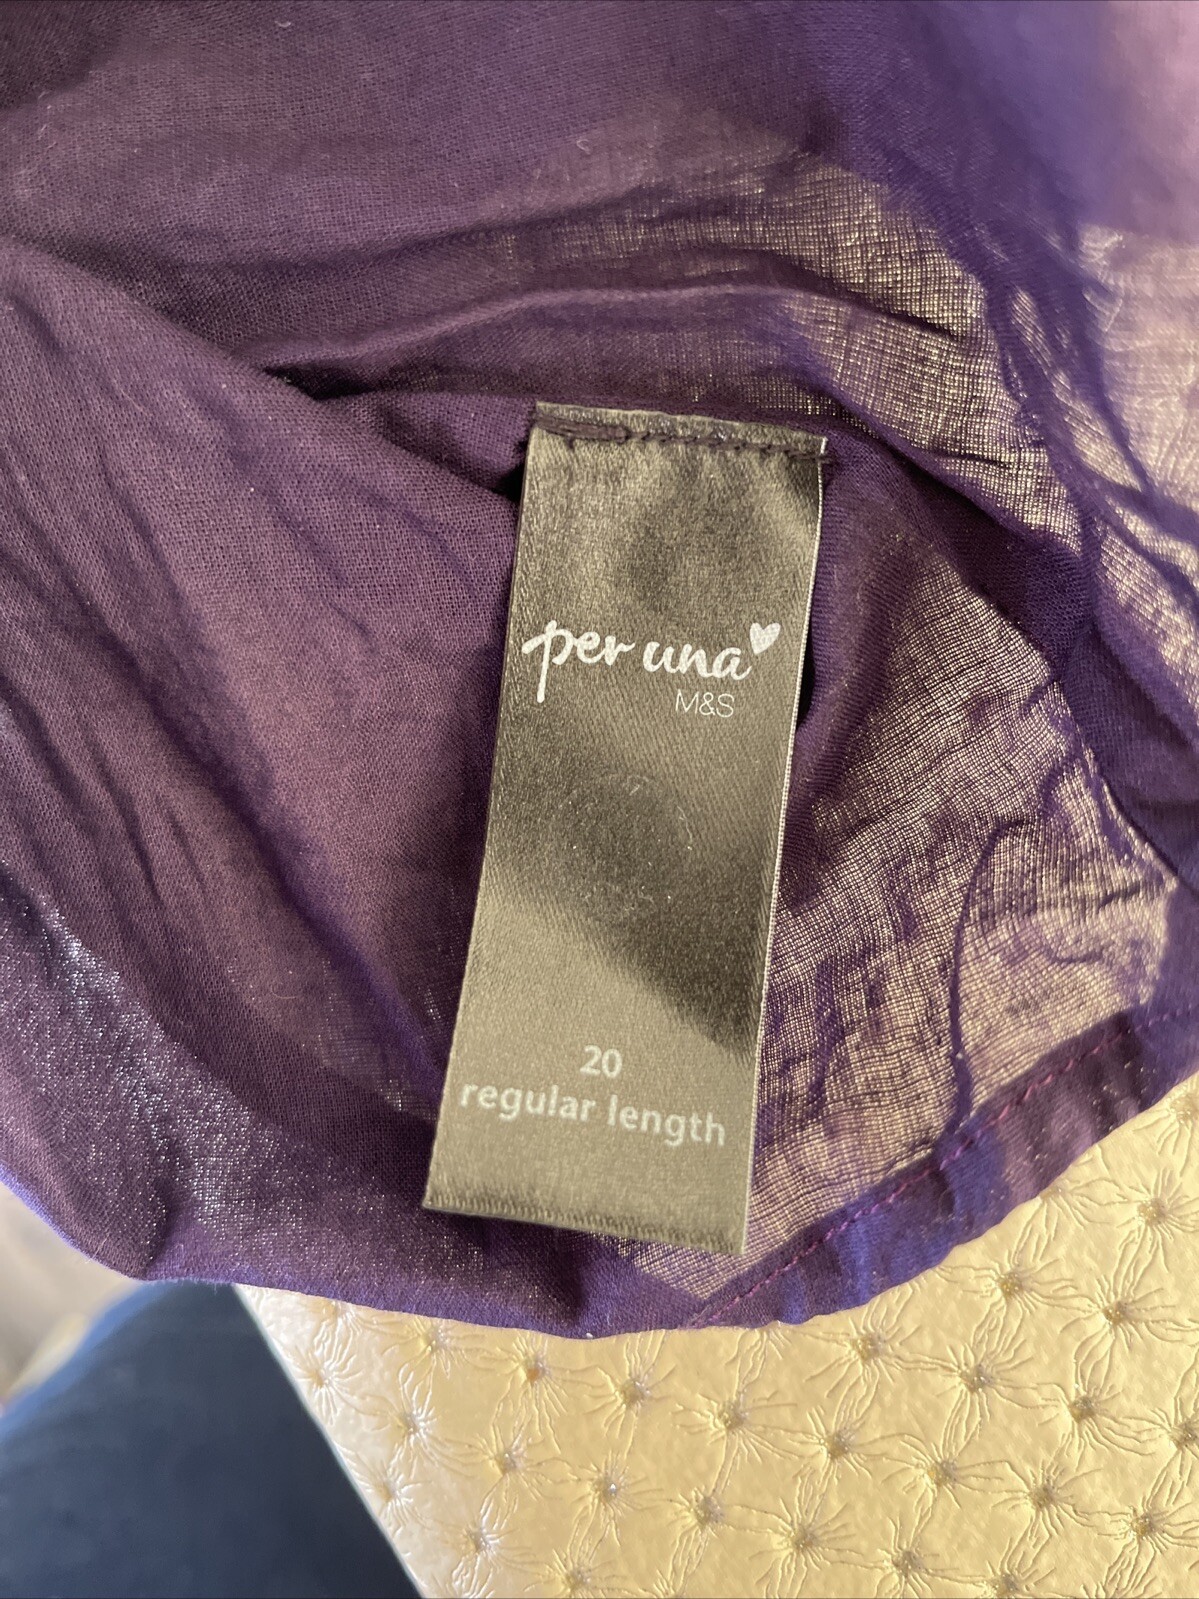 per una
M&S
20
regular length